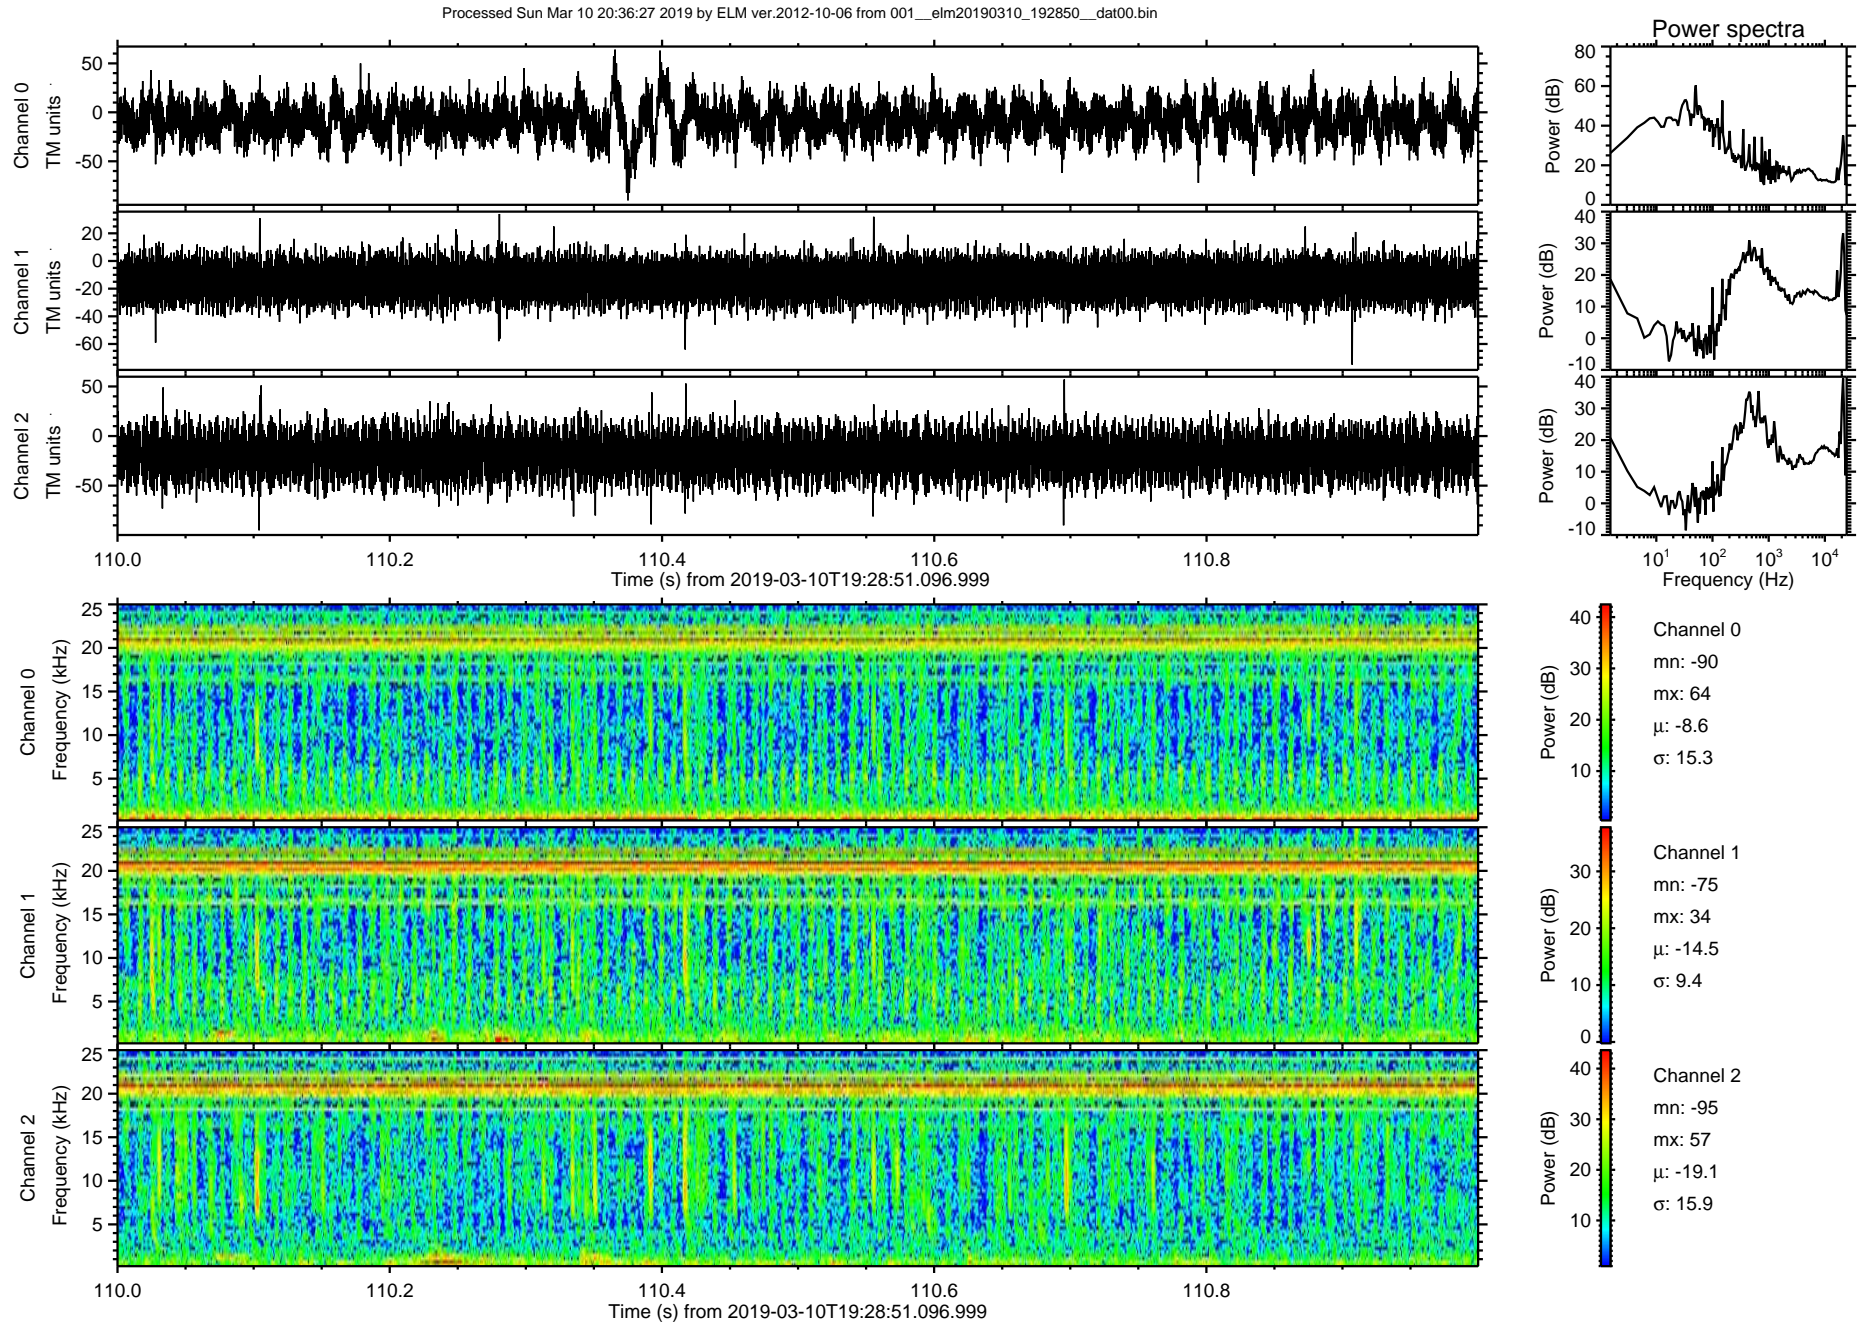 Processed Sun Mar 10 20:36:27 2019 by ELM ver.2012-10-06 from 001__elm20190310_192850__dat00.bin
Power spectra
Channel 0
TM units
50
0
-50
Power (dB)
80
60
40
20
0
Channel 1
TM units
20
0
-20
-40
-60
Power (dB)
40
30
20
10
0
-10
Channel 2
TM units
50
0
-50
Power (dB)
40
30
20
10
0
-10
110.0 110.2 110.4 110.6 110.8
Time (s) from 2019-03-10T19:28:51.096.999
10^1 10^2 10^3 10^4
Frequency (Hz)
Channel 0
Frequency (kHz)
25
20
15
10
5
Power (dB)
40
30
20
10
Channel 0
mn: -90
mx: 64
μ: -8.6
σ: 15.3
Channel 1
Frequency (kHz)
25
20
15
10
5
Power (dB)
30
20
10
0
Channel 1
mn: -75
mx: 34
μ: -14.5
σ: 9.4
Channel 2
Frequency (kHz)
25
20
15
10
5
Power (dB)
40
30
20
10
Channel 2
mn: -95
mx: 57
μ: -19.1
σ: 15.9
110.0 110.2 110.4 110.6 110.8
Time (s) from 2019-03-10T19:28:51.096.999